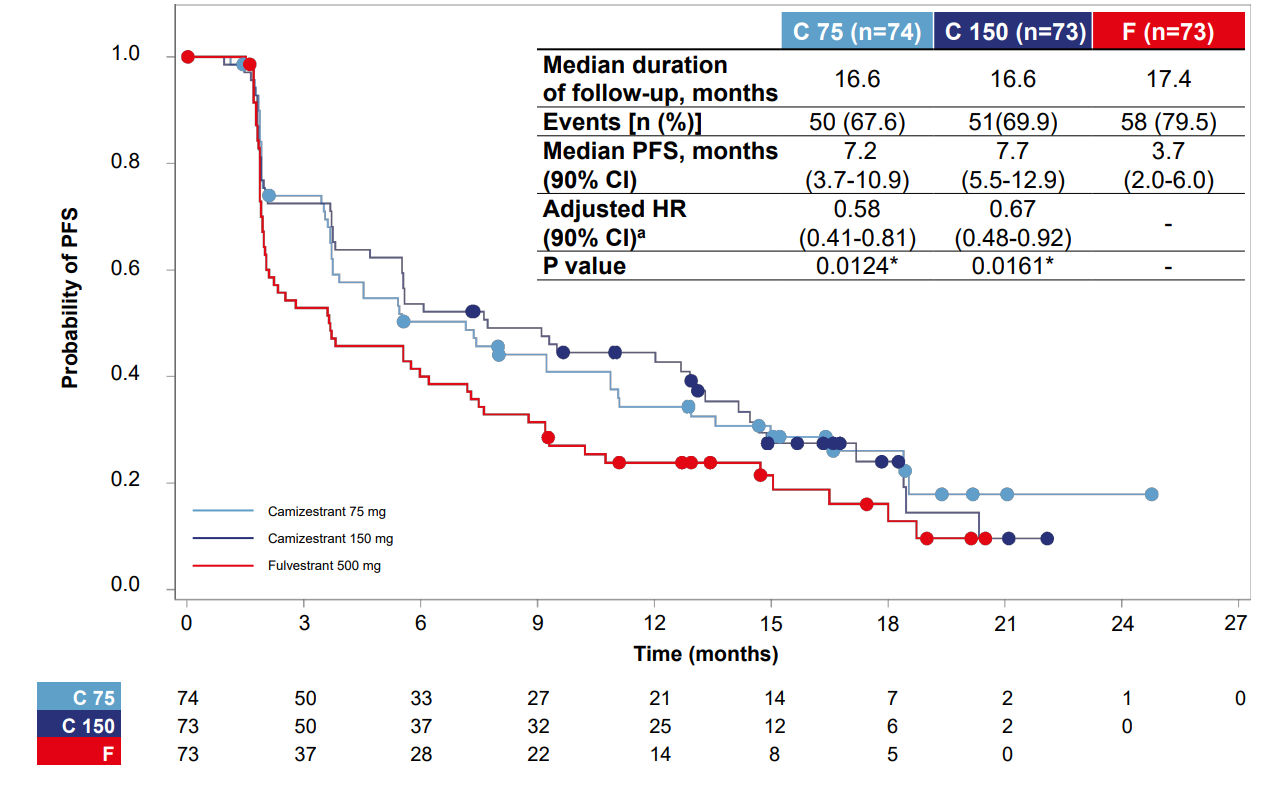 C 75 (n=74) C 150 (n=73) F (n=73)
Median duration
of follow-up, months 16.6 16.6 17.4
Events [n (%)] 50 (67.6) 51(69.9) 58 (79.5)
Median PFS, months 7.2 7.7 3.7
(90% CI) (3.7-10.9) (5.5-12.9) (2.0-6.0)
Adjusted HR 0.58 0.67 -
(90% CI)a (0.41-0.81) (0.48-0.92)
P value 0.0124* 0.0161* -
Probability of PFS
1.0
0.8
0.6
0.4
0.2
0.0
Camizestrant 75 mg
Camizestrant 150 mg
Fulvestrant 500 mg
0 3 6 9 12 15 18 21 24 27
Time (months)
C 75 74 50 33 27 21 14 7 2 1 0
C 150 73 50 37 32 25 12 6 2 0
F 73 37 28 22 14 8 5 0